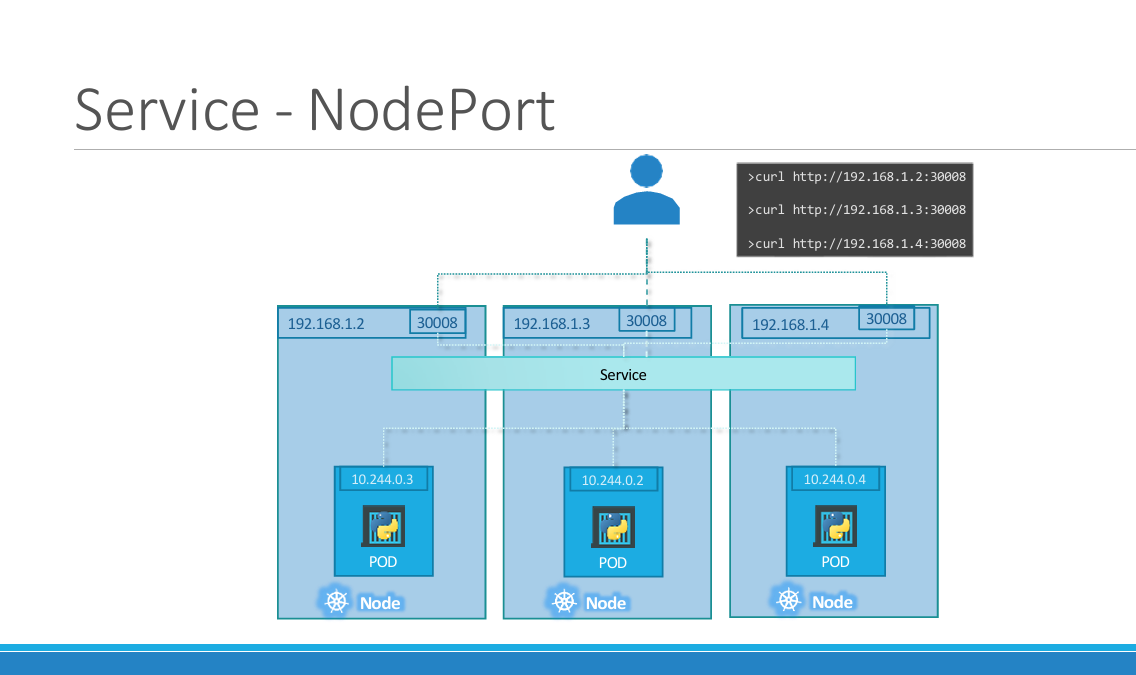 Service - NodePort
>curl http://192.168.1.2:30008
>curl http://192.168.1.3:30008
>curl http://192.168.1.4:30008
192.168.1.2
30008
192.168.1.3
30008
192.168.1.4
30008
Service
10.244.0.3
10.244.0.2
10.244.0.4
POD
POD
POD
Node
Node
Node